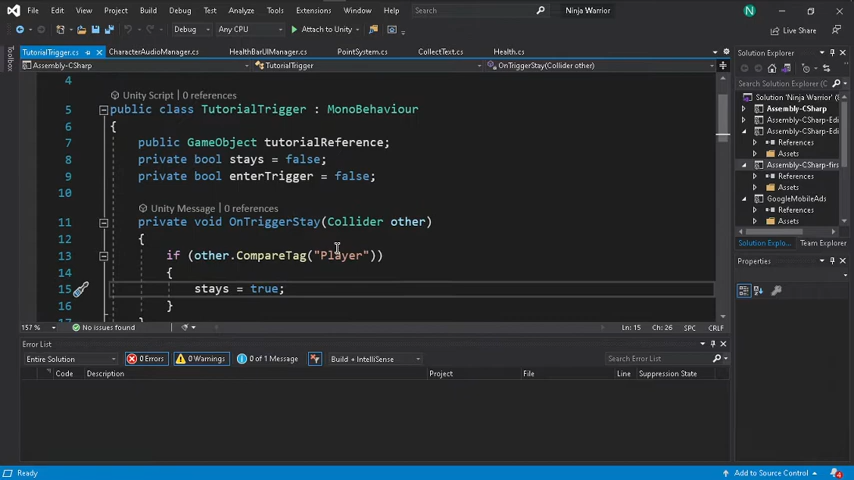 File Edit View Project Build Debug Test Analyze Tools Extensions Window Help Search Ninja Warrior N
Debug Any CPU Attach to Unity Live Share
TutorialTrigger.cs CharacterAudioManager.cs HealthBarUIManager.cs PointSystem.cs CollectText.cs Health.cs
Assembly-CSharp TutorialTrigger OnTriggerStay(Collider other)
4
Unity Script | 0 references
5 public class TutorialTrigger : MonoBehaviour
6 {
7 public GameObject tutorialReference;
8 private bool stays = false;
9 private bool enterTrigger = false;
10
Unity Message | 0 references
11 private void OnTriggerStay(Collider other)
12 {
13 if (other.CompareTag("Player"))
14 {
15 stays = true;
16 }
17 }
157 % No issues found Ln: 15 Ch: 26 SPC CRLF
Error List
Entire Solution 0 Errors 0 Warnings 0 of 1 Message Build + IntelliSense Search Error List
Code Description Project File Line Suppression State
Toolbox
Solution Explorer
Search Solution Explorer
Solution 'Ninja Warrior'
Assembly-CSharp
Assembly-CSharp-Edi
Assembly-CSharp-Edi
References
Assets
Assembly-CSharp-firs
References
Assets
GoogleMobileAds
References
Assets
Solution Explo... Team Explorer
Properties
Ready Add to Source Control 4